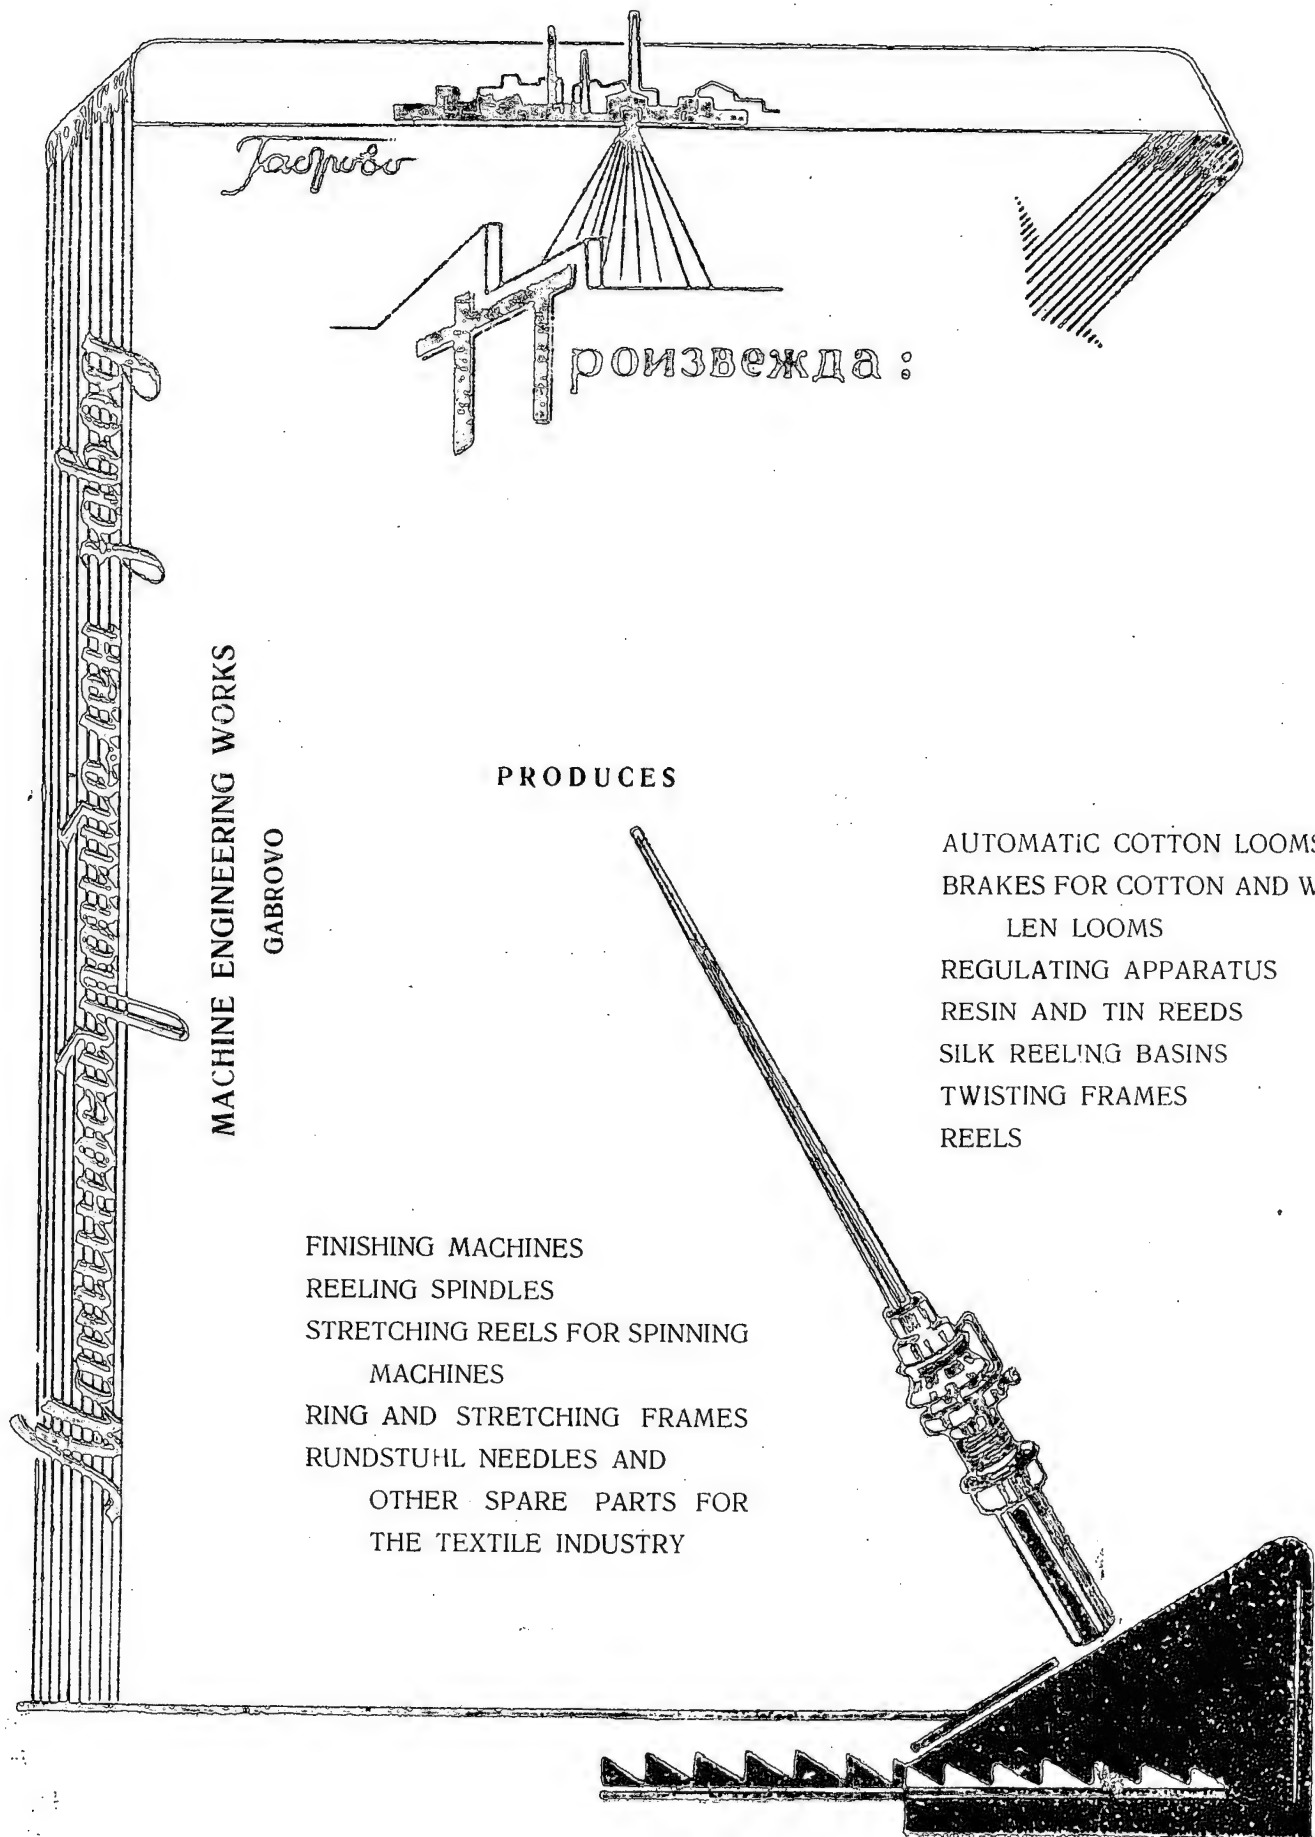 Габрово
Произвежда:
Машиностроителен завод
MACHINE ENGINEERING WORKS
GABROVO
PRODUCES
AUTOMATIC COTTON LOOMS
BRAKES FOR COTTON AND W
LEN LOOMS
REGULATING APPARATUS
RESIN AND TIN REEDS
SILK REELING BASINS
TWISTING FRAMES
REELS
FINISHING MACHINES
REELING SPINDLES
STRETCHING REELS FOR SPINNING
MACHINES
RING AND STRETCHING FRAMES
RUNDSTUHL NEEDLES AND
OTHER SPARE PARTS FOR
THE TEXTILE INDUSTRY